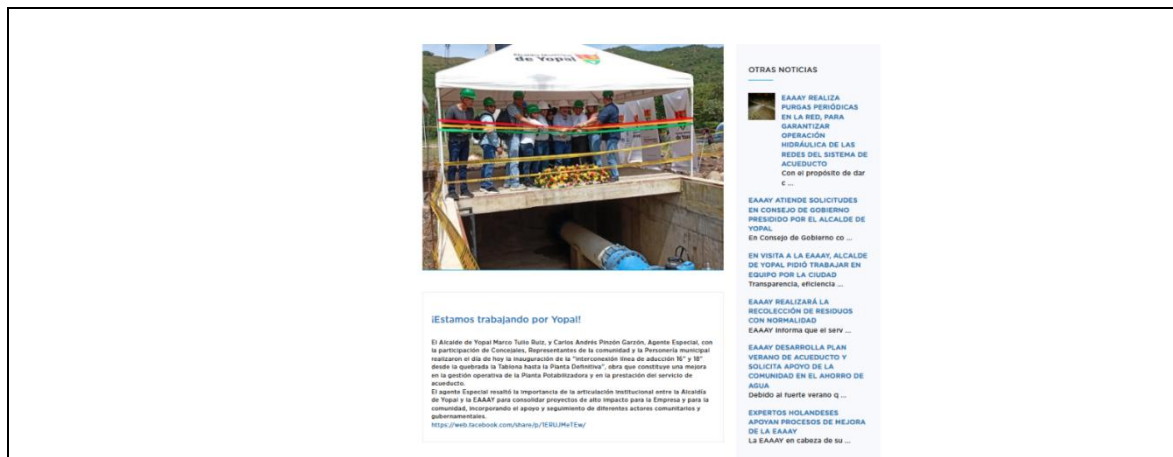 de Yopal
¡Estamos trabajando por Yopal!
El Alcalde de Yopal Marco Tulio Ruiz, y Carlos Andrés Pinzón Garzón, Agente Especial, con
la participación de Concejales, Representantes de la comunidad y la Personería municipal
realizaron el día de hoy la inauguración de la "Interconexión línea de aducción 16" y 18"
desde la quebrada la Tablona hasta la Planta Definitiva", obra que constituye una mejora
en la gestión operativa de la Planta Potabilizadora y en la prestación del servicio de
acueducto.
El agente Especial resaltó la importancia de la articulación institucional entre la Alcaldía
de Yopal y la EAAAY para consolidar proyectos de alto impacto para la Empresa y para la
comunidad, incorporando el apoyo y seguimiento de diferentes actores comunitarios y
gubernamentales.
https://web.facebook.com/share/p/1ERUJMeTEw/
OTRAS NOTICIAS
EAAAY REALIZA
PURGAS PERIÓDICAS
EN LA RED, PARA
GARANTIZAR
OPERACIÓN
HIDRÁULICA DE LAS
REDES DEL SISTEMA DE
ACUEDUCTO
Con el propósito de dar
c ...
EAAAY ATIENDE SOLICITUDES
EN CONSEJO DE GOBIERNO
PRESIDIDO POR EL ALCALDE DE
YOPAL
En Consejo de Gobierno co ...
EN VISITA A LA EAAAY, ALCALDE
DE YOPAL PIDIÓ TRABAJAR EN
EQUIPO POR LA CIUDAD
Transparencia, eficiencia ...
EAAAY REALIZARÁ LA
RECOLECCIÓN DE RESIDUOS
CON NORMALIDAD
EAAAY informa que el serv ...
EAAAY DESARROLLA PLAN
VERANO DE ACUEDUCTO Y
SOLICITA APOYO DE LA
COMUNIDAD EN EL AHORRO DE
AGUA
Debido al fuerte verano q ...
EXPERTOS HOLANDESES
APOYAN PROCESOS DE MEJORA
DE LA EAAAY
La EAAAY en cabeza de su ...